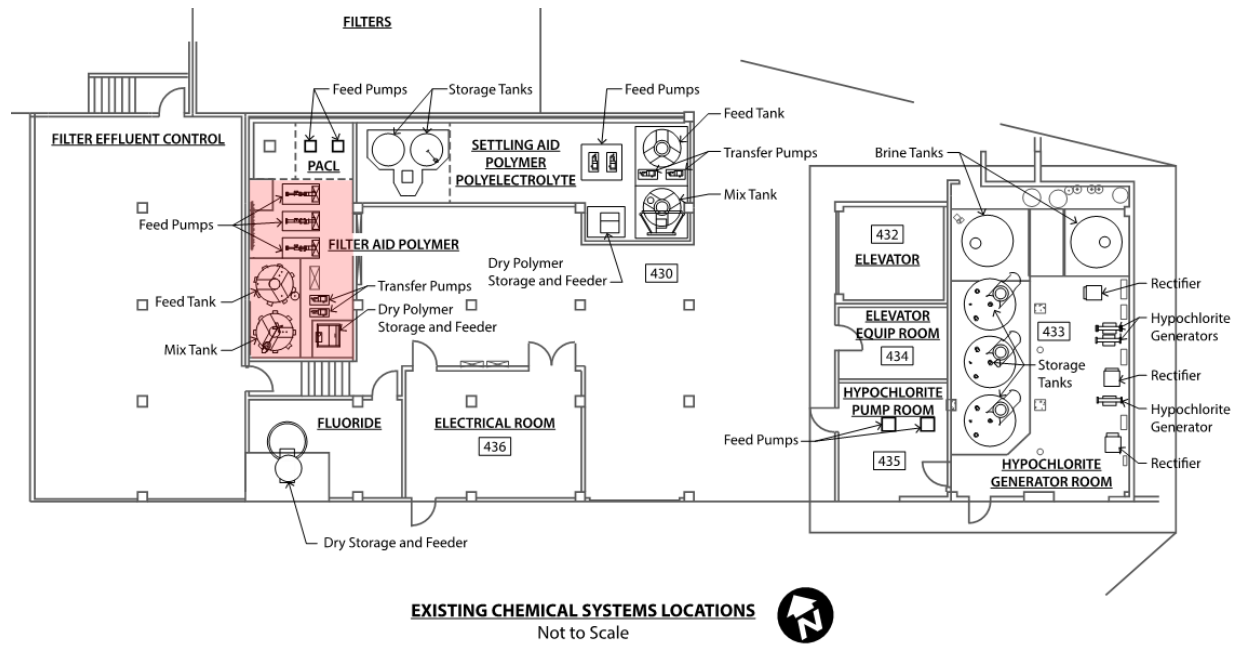 FILTERS
Feed Pumps
Storage Tanks
Feed Pumps
Feed Tank
FILTER EFFLUENT CONTROL
PACL
SETTLING AID
POLYMER
POLYELECTROLYTE
Transfer Pumps
Brine Tanks
Mix Tank
Feed Pumps
FILTER AID POLYMER
432
ELEVATOR
Dry Polymer
Storage and Feeder
430
Feed Tank
Transfer Pumps
Dry Polymer
Storage and Feeder
Mix Tank
Rectifier
ELEVATOR
EQUIP ROOM
434
433
Hypochlorite
Generators
Storage
Tanks
Rectifier
HYPOCHLORITE
PUMP ROOM
Hypochlorite
Generator
FLUORIDE
ELECTRICAL ROOM
436
Feed Pumps
435
HYPOCHLORITE
GENERATOR ROOM
Rectifier
Dry Storage and Feeder
EXISTING CHEMICAL SYSTEMS LOCATIONS
Not to Scale
N